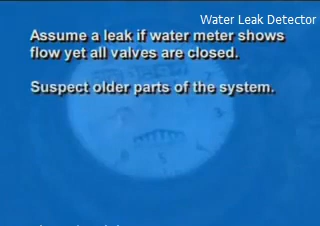 Water Leak Detector
Assume a leak if water meter shows
flow yet all valves are closed.
Suspect older parts of the system.